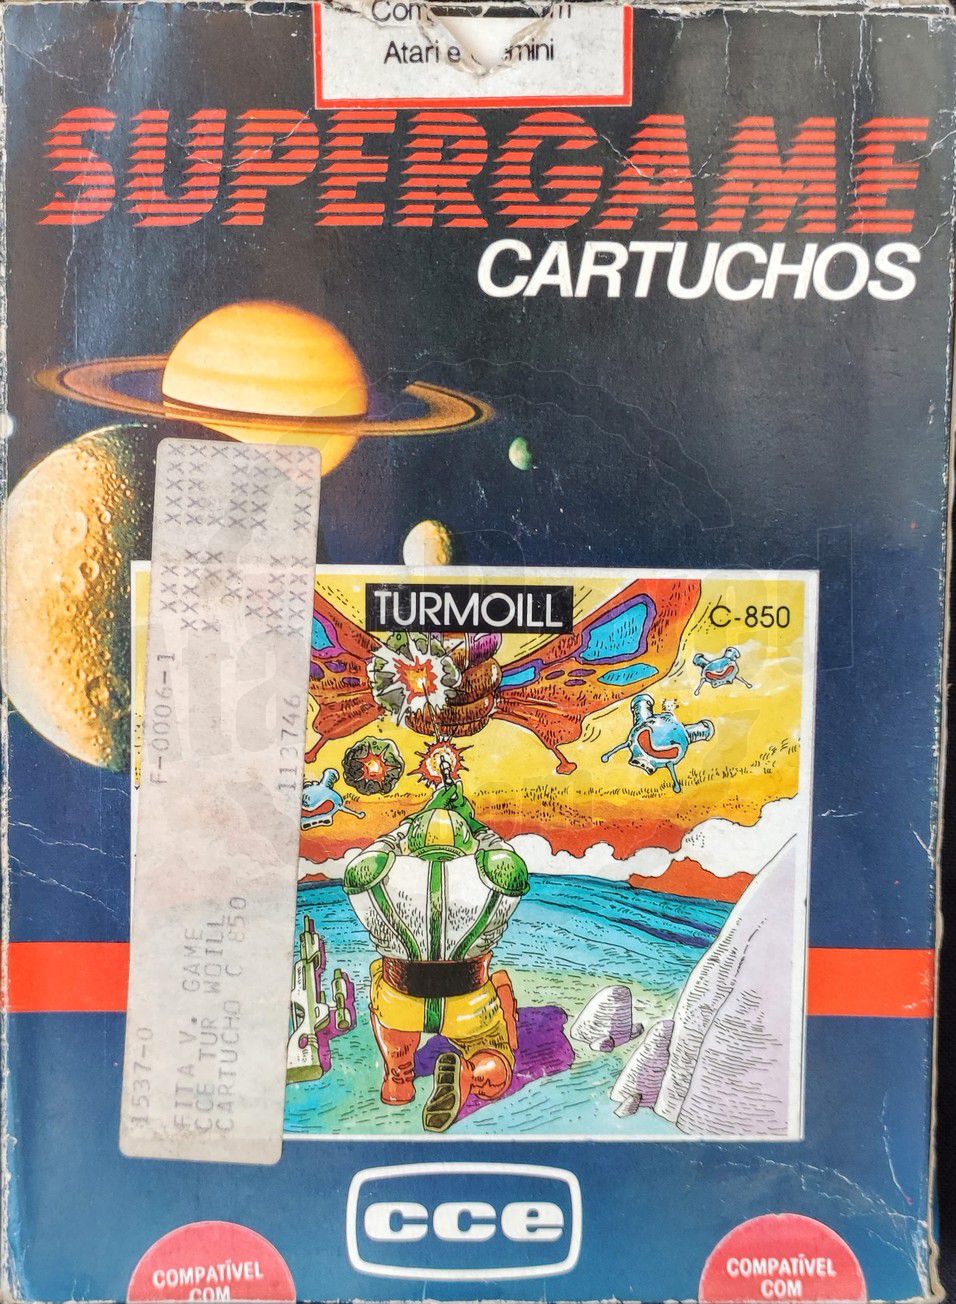 Atari e
SUPERGAME
CARTUCHOS
TURMOILL
C-850
1537-0 F-0006-1
FITA V. GAME
CCE TUR WOILL
CARTUCHO C 850 113746
cce
COMPATÍVEL
COM
COMPATÍVEL
COM